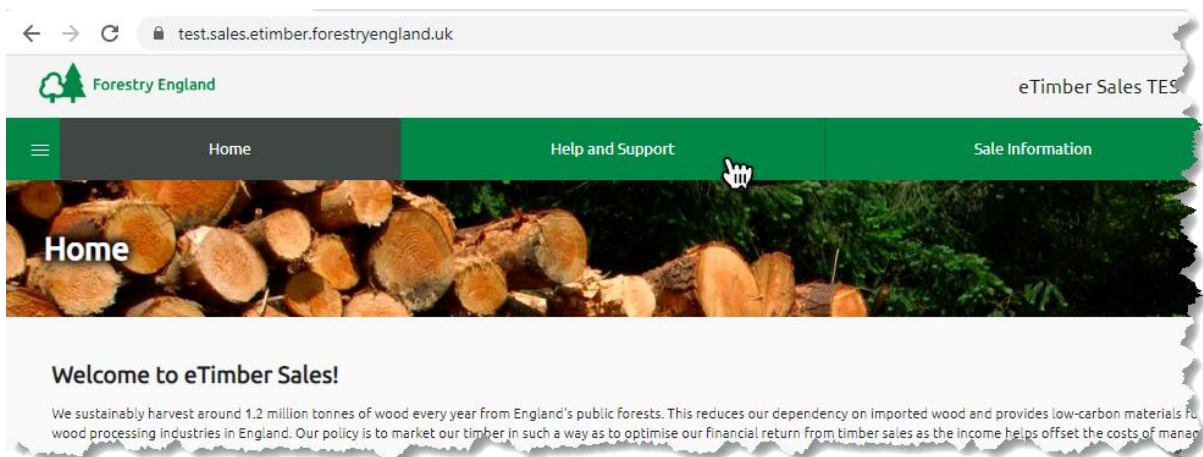 test.sales.etimber.forestryengland.uk
Forestry England
eTimber Sales TES
Home
Help and Support
Sale Information
Home
Welcome to eTimber Sales!
We sustainably harvest around 1.2 million tonnes of wood every year from England's public forests. This reduces our dependency on imported wood and provides low-carbon materials
wood processing industries in England. Our policy is to market our timber in such a way as to optimise our financial return from timber sales as the income helps offset the costs of